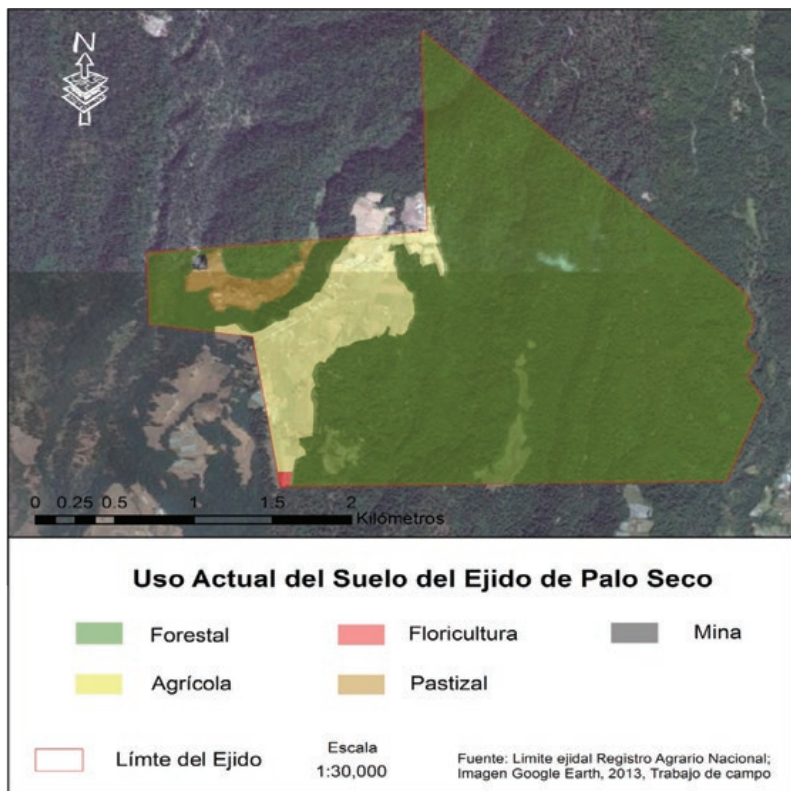 N
0 0.25 0.5 1 1.5 2
Kilómetros
Uso Actual del Suelo del Ejido de Palo Seco
Forestal
Floricultura
Mina
Agrícola
Pastizal
Límte del Ejido
Escala
1:30,000
Fuente: Limite ejidal Registro Agrario Nacional;
Imagen Google Earth, 2013, Trabajo de campo